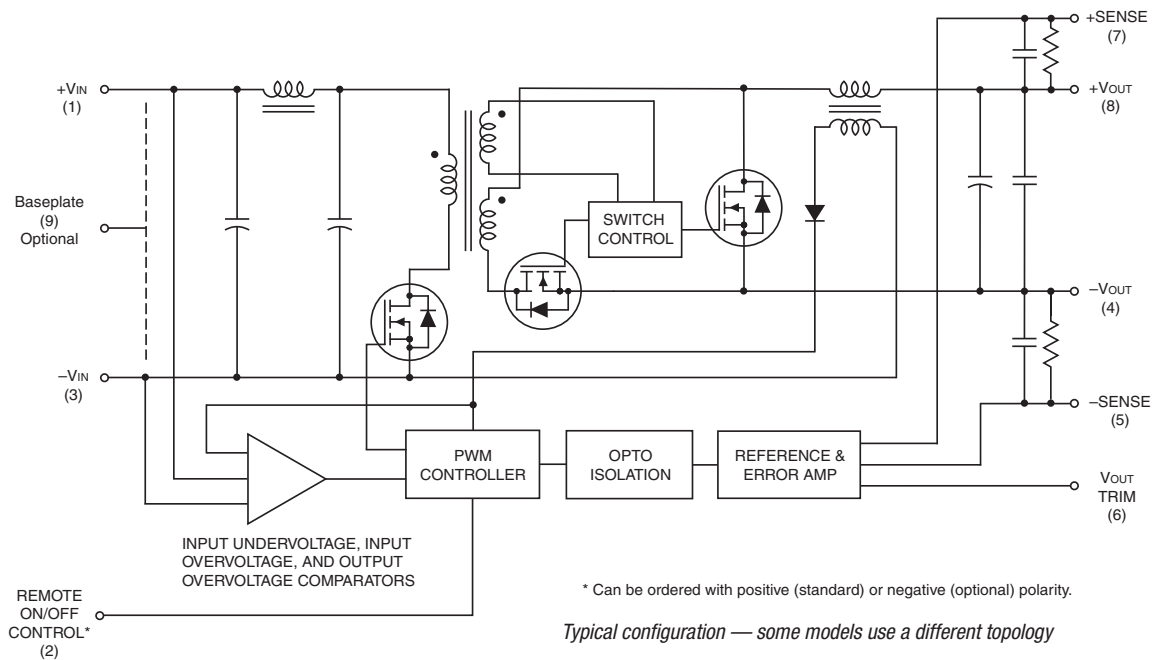 +SENSE
(7)
+VIN
(1)
+VOUT
(8)
Baseplate
(9)
Optional
SWITCH
CONTROL
–VOUT
(4)
–VIN
(3)
–SENSE
(5)
PWM
CONTROLLER
OPTO
ISOLATION
REFERENCE &
ERROR AMP
VOUT
TRIM
(6)
INPUT UNDERVOLTAGE, INPUT
OVERVOLTAGE, AND OUTPUT
OVERVOLTAGE COMPARATORS
REMOTE
ON/OFF
CONTROL*
(2)
* Can be ordered with positive (standard) or negative (optional) polarity.
Typical configuration — some models use a different topology